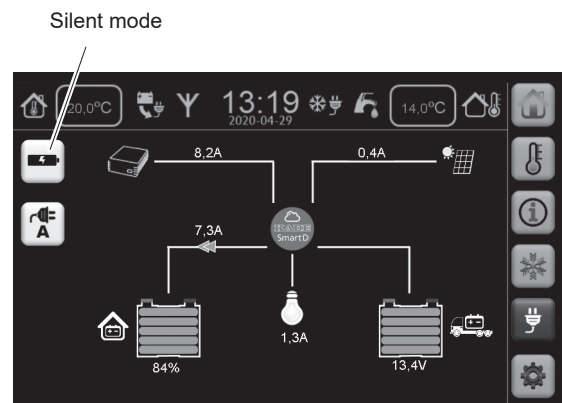 Silent mode
20,0°C
13:19
2020-04-29
14,0°C
8,2A
0,4A
A
KABE
SmartD
7,3A
1,3A
84%
13,4V